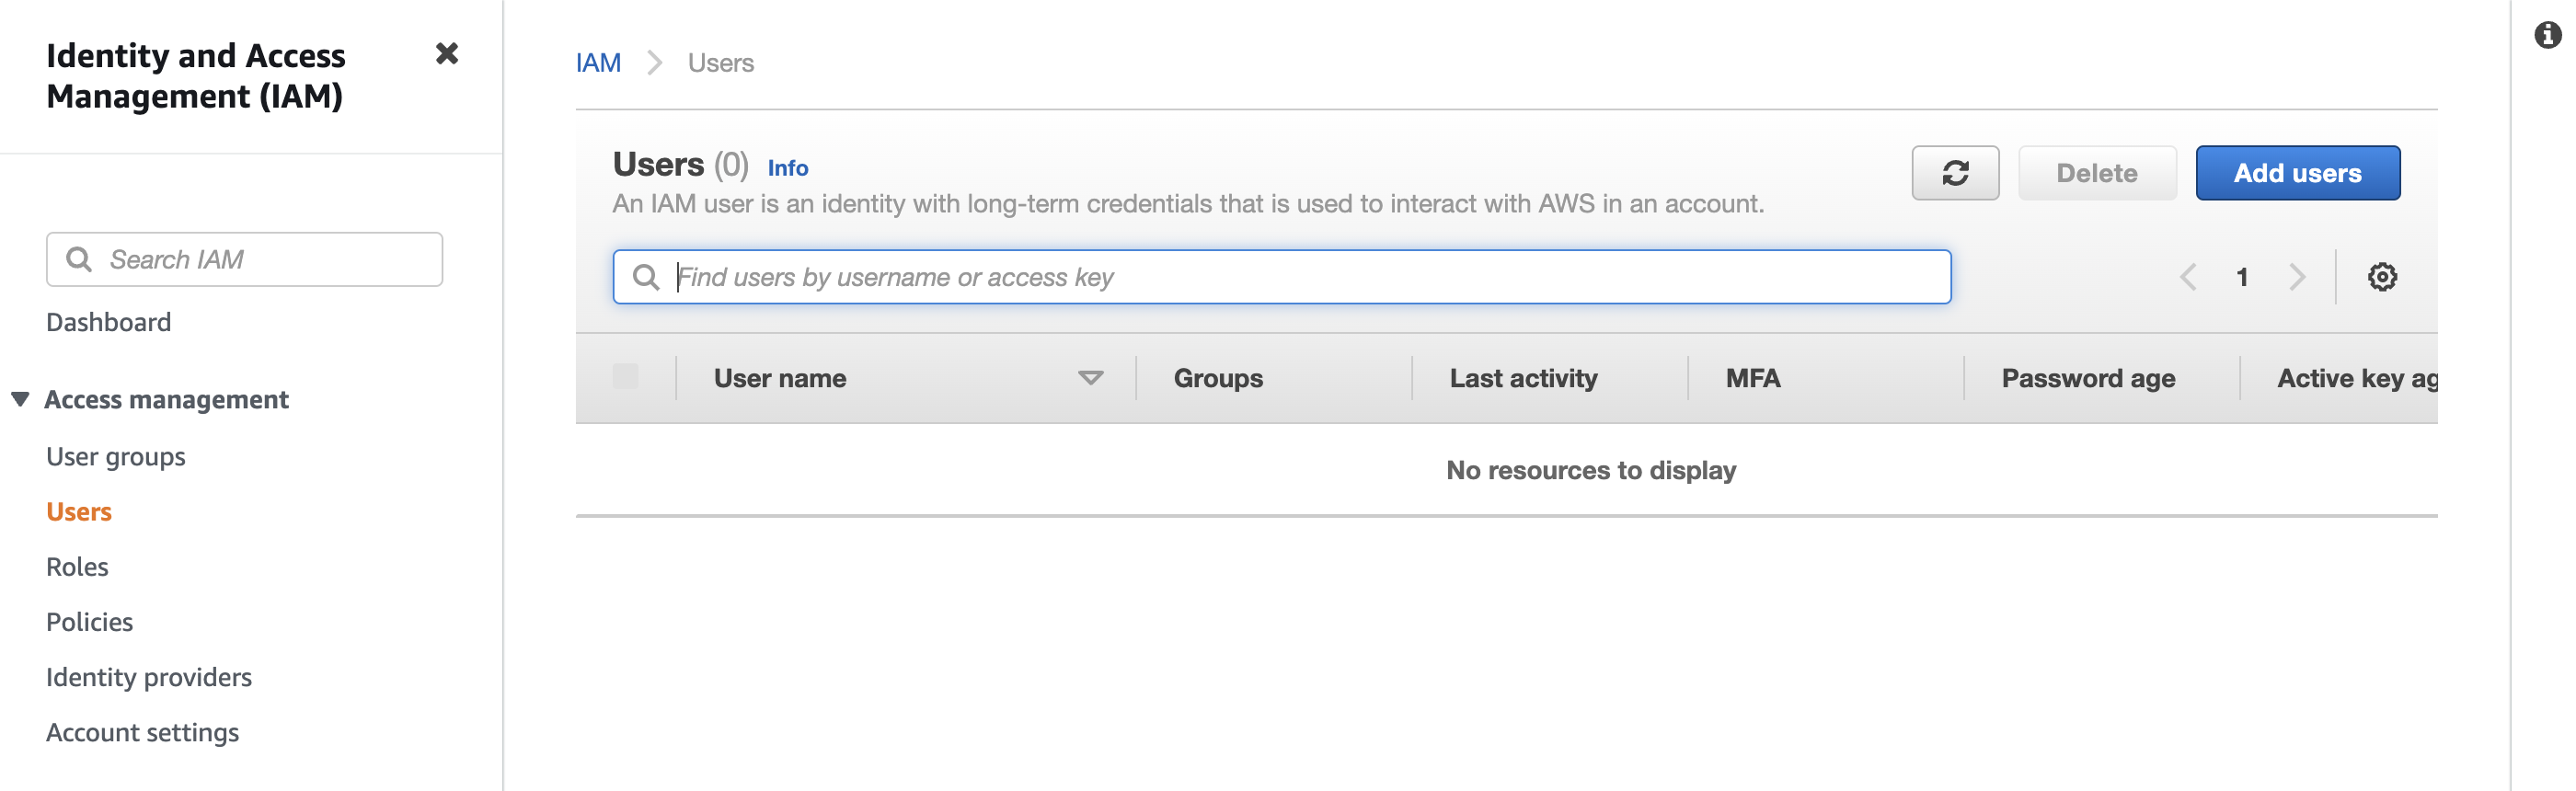 Identity and Access
Management (IAM)
Search IAM
Dashboard
Access management
User groups
Users
Roles
Policies
Identity providers
Account settings
IAM
Users
Users (0) Info
An IAM user is an identity with long-term credentials that is used to interact with AWS in an account.
Delete
Add users
Find users by username or access key
1
User name
Groups
Last activity
MFA
Password age
Active key ag
No resources to display